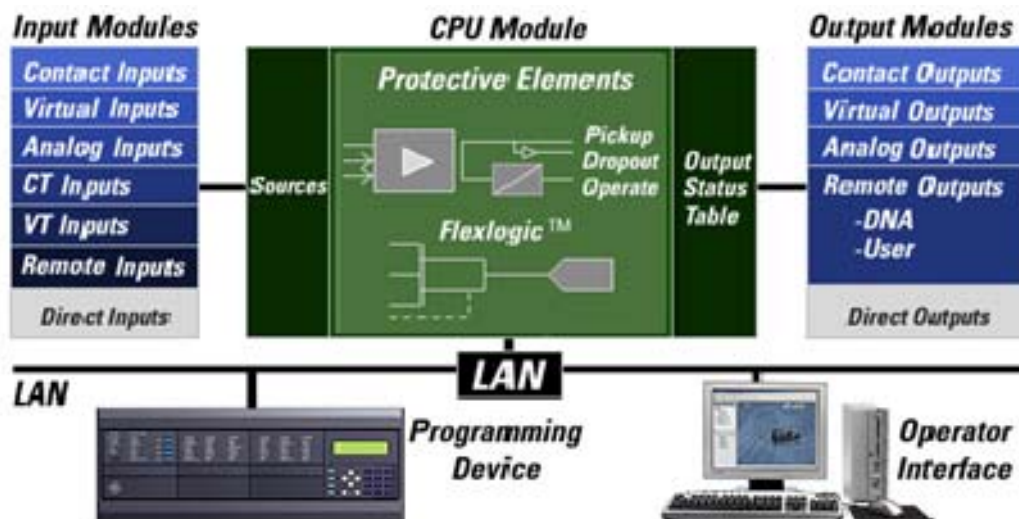 Input Modules
Contact Inputs
Virtual Inputs
Analog Inputs
CT Inputs
VT Inputs
Remote Inputs
Direct Inputs
CPU Module
Sources
Protective Elements
Pickup
Dropout
Operate
Flexlogic™
Output
Status
Table
Output Modules
Contact Outputs
Virtual Outputs
Analog Outputs
Remote Outputs
-DNA
-User
Direct Outputs
LAN
LAN
Programming
Device
Operator
Interface